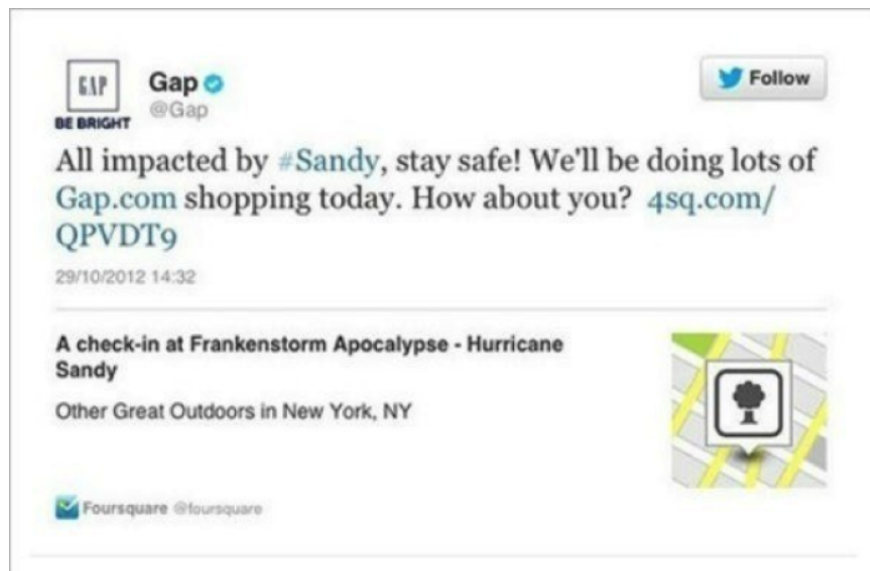 GAP
BE BRIGHT
Gap
@Gap
Follow
All impacted by #Sandy, stay safe! We'll be doing lots of
Gap.com shopping today. How about you? 4sq.com/
QPVDT9
29/10/2012 14:32
A check-in at Frankenstorm Apocalypse - Hurricane
Sandy
Other Great Outdoors in New York, NY
Foursquare @foursquare